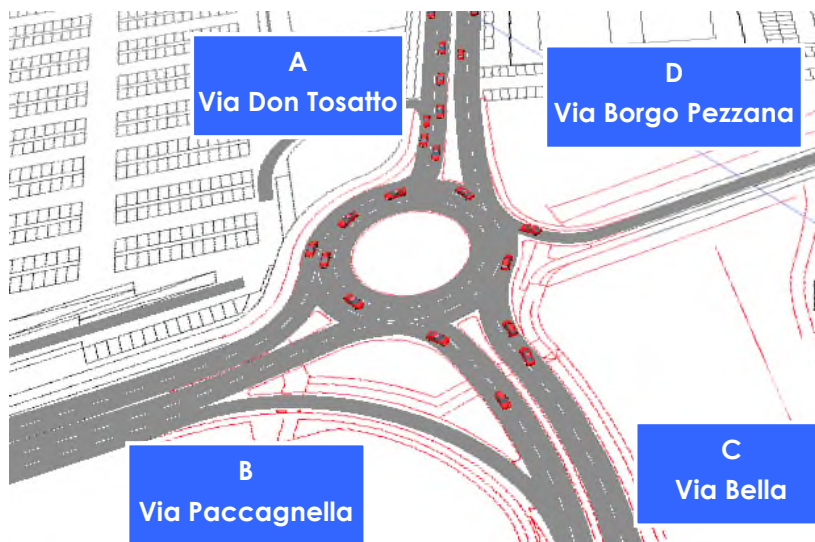 A
Via Don Tosatto
D
Via Borgo Pezzana
B
Via Paccagnella
C
Via Bella